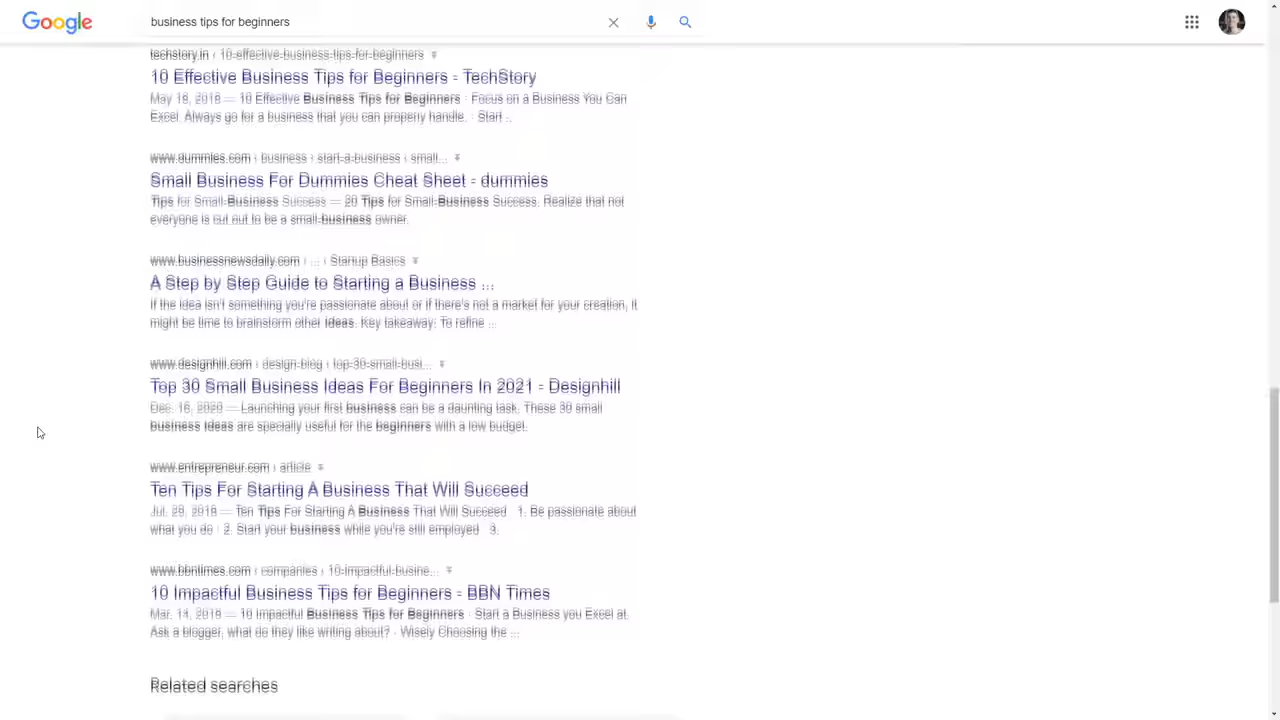 Google
business tips for beginners
techstory.in › 10-effective-business-tips-for-beginners
10 Effective Business Tips for Beginners - TechStory
May 18, 2018 — 10 Effective Business Tips for Beginners · Focus on a Business You Can
Excel. Always go for a business that you can properly handle. · Start ...
www.dummies.com › business › start-a-business › small...
Small Business For Dummies Cheat Sheet - dummies
Tips for Small-Business Success — 20 Tips for Small-Business Success. Realize that not
everyone is cut out to be a small-business owner.
www.businessnewsdaily.com › ... › Startup Basics
A Step by Step Guide to Starting a Business ...
If the idea isn't something you're passionate about or if there's not a market for your creation, it
might be time to brainstorm other ideas. Key takeaway: To refine ...
www.designhill.com › design-blog › top-30-small-busi...
Top 30 Small Business Ideas For Beginners In 2021 - Designhill
Dec. 16, 2020 — Launching your first business can be a daunting task. These 30 small
business ideas are specially useful for the beginners with a low budget.
www.entrepreneur.com › article
Ten Tips For Starting A Business That Will Succeed
Jul. 29, 2018 — Ten Tips For Starting A Business That Will Succeed · 1. Be passionate about
what you do · 2. Start your business while you're still employed · 3.
www.bbntimes.com › companies › 10-impactful-busine...
10 Impactful Business Tips for Beginners - BBN Times
Mar. 14, 2018 — 10 Impactful Business Tips for Beginners · Start a Business you Excel at.
Ask a blogger, what do they like writing about? · Wisely Choosing the ...
Related searches